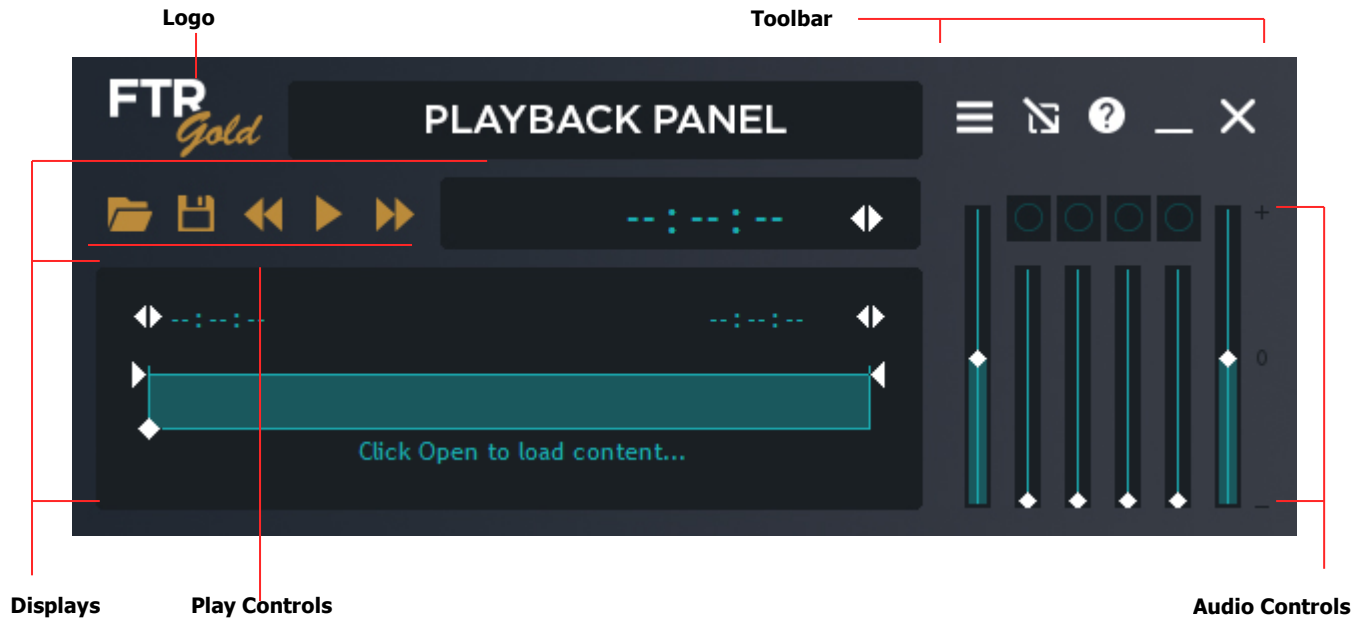 Logo
Toolbar
FTR
Gold
PLAYBACK PANEL
--:--:--
+
--:--:--
--:--:--
0
Click Open to load content...
–
Displays
Play Controls
Audio Controls